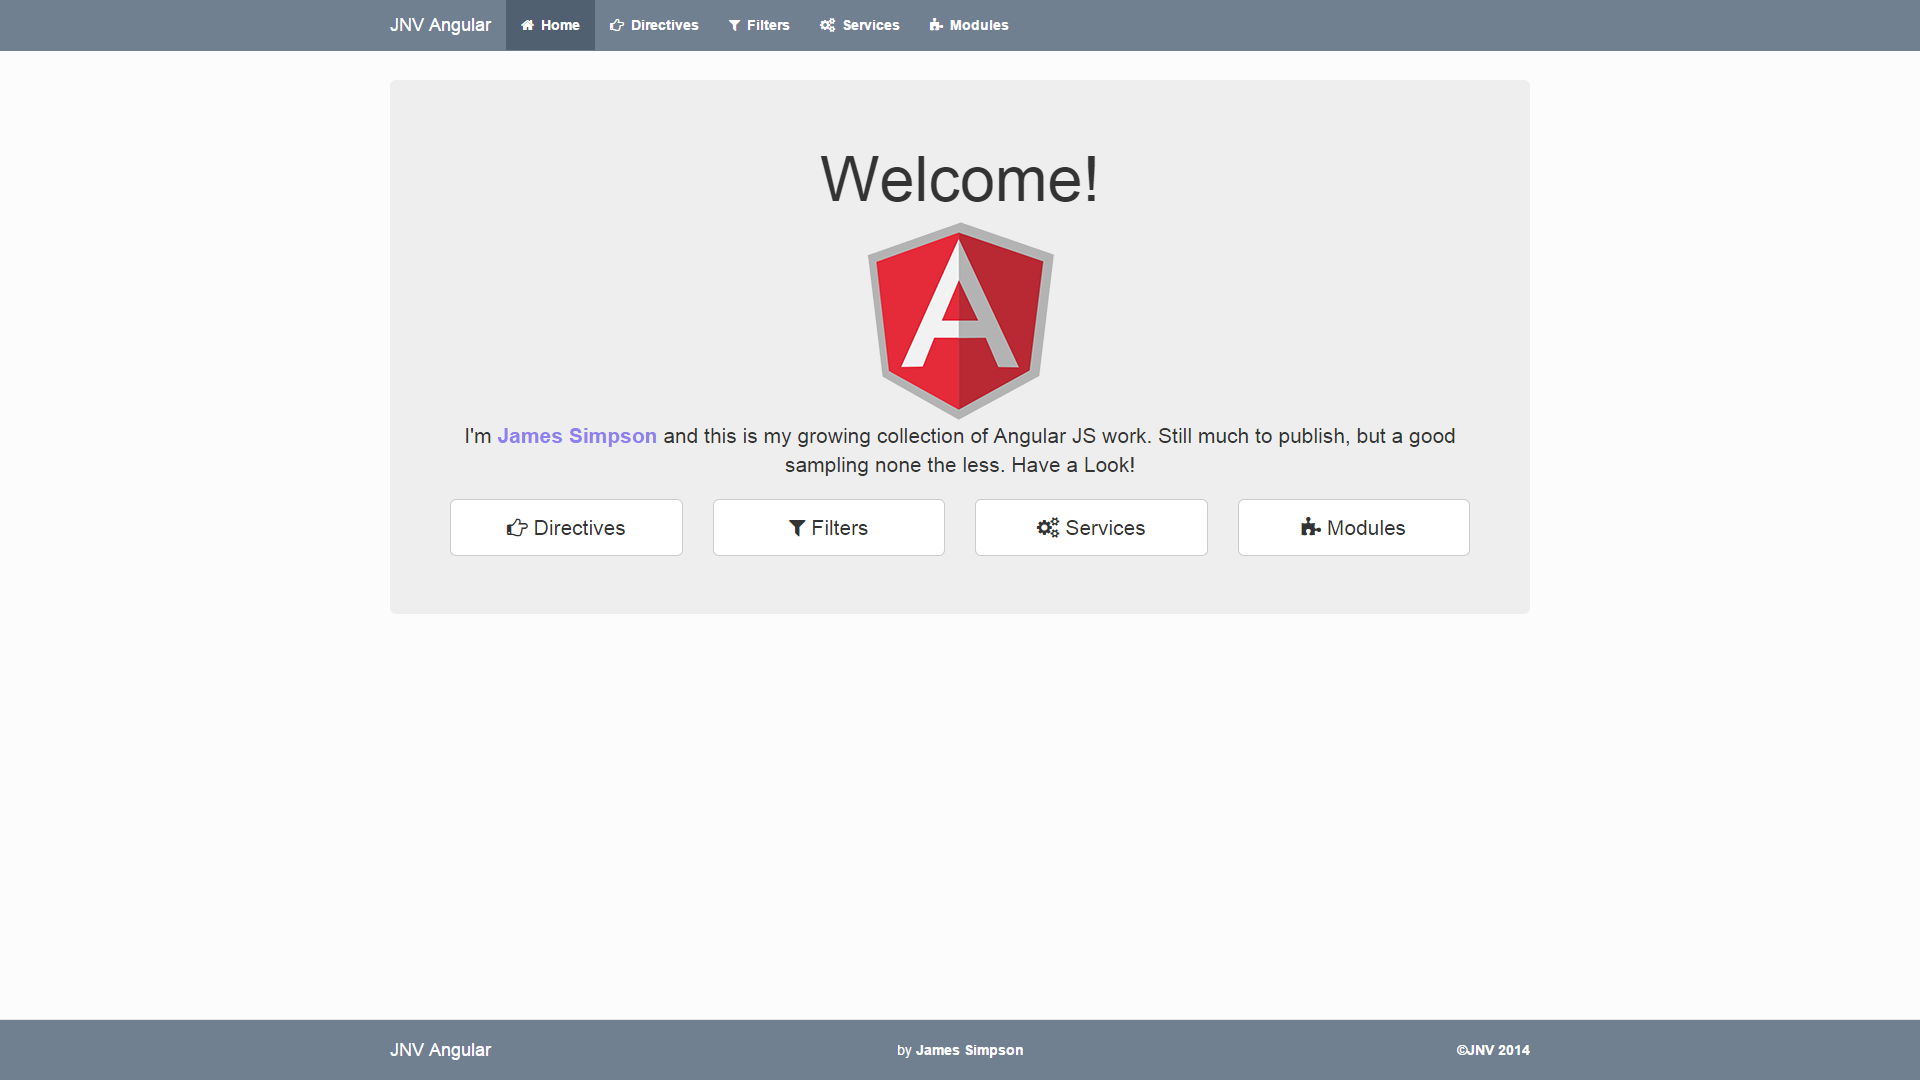 JNV Angular Home Directives Filters Services Modules
Welcome!
I'm James Simpson and this is my growing collection of Angular JS work. Still much to publish, but a good
sampling none the less. Have a Look!
Directives Filters Services Modules
JNV Angular by James Simpson ©JNV 2014